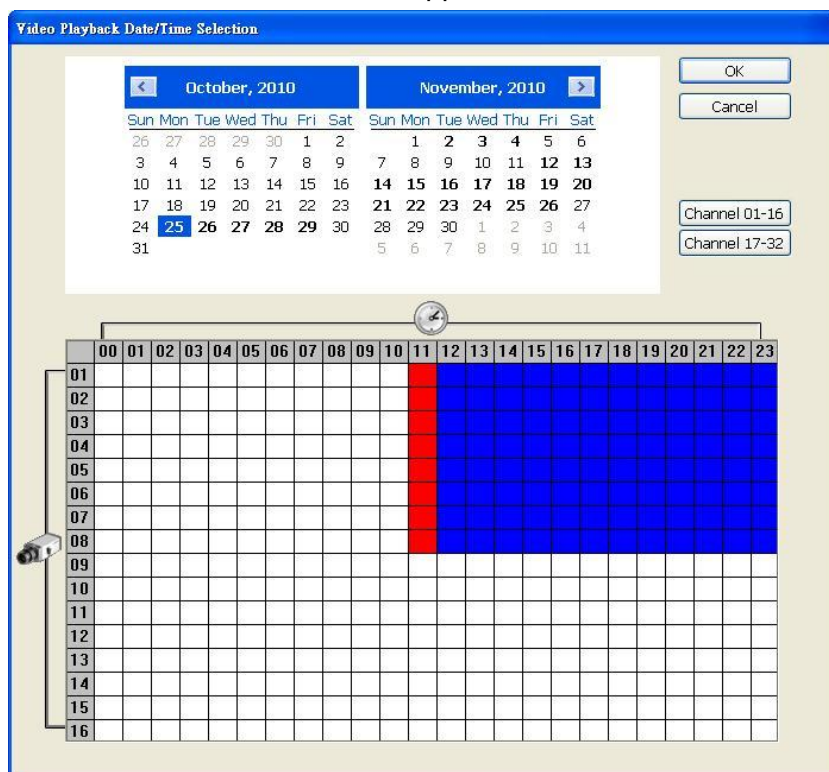 Video Playback Date/Time Selection
October, 2010
November, 2010
OK
Cancel
Sun Mon Tue Wed Thu Fri Sat
26 27 28 29 30 1 2
3 4 5 6 7 8 9
10 11 12 13 14 15 16
17 18 19 20 21 22 23
24 25 26 27 28 29 30
31
Sun Mon Tue Wed Thu Fri Sat
1 2 3 4 5 6
7 8 9 10 11 12 13
14 15 16 17 18 19 20
21 22 23 24 25 26 27
28 29 30 1 2 3 4
5 6 7 8 9 10 11
Channel 01-16
Channel 17-32
00 01 02 03 04 05 06 07 08 09 10 11 12 13 14 15 16 17 18 19 20 21 22 23
01
02
03
04
05
06
07
08
09
10
11
12
13
14
15
16